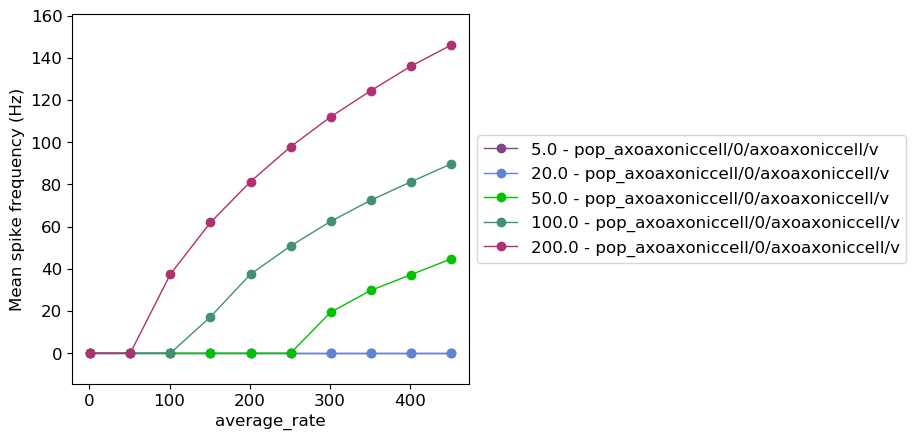 160
140
120
100
80
60
40
20
0
Mean spike frequency (Hz)
0 100 200 300 400
average_rate
5.0 - pop_axoaxoniccell/0/axoaxoniccell/v
20.0 - pop_axoaxoniccell/0/axoaxoniccell/v
50.0 - pop_axoaxoniccell/0/axoaxoniccell/v
100.0 - pop_axoaxoniccell/0/axoaxoniccell/v
200.0 - pop_axoaxoniccell/0/axoaxoniccell/v